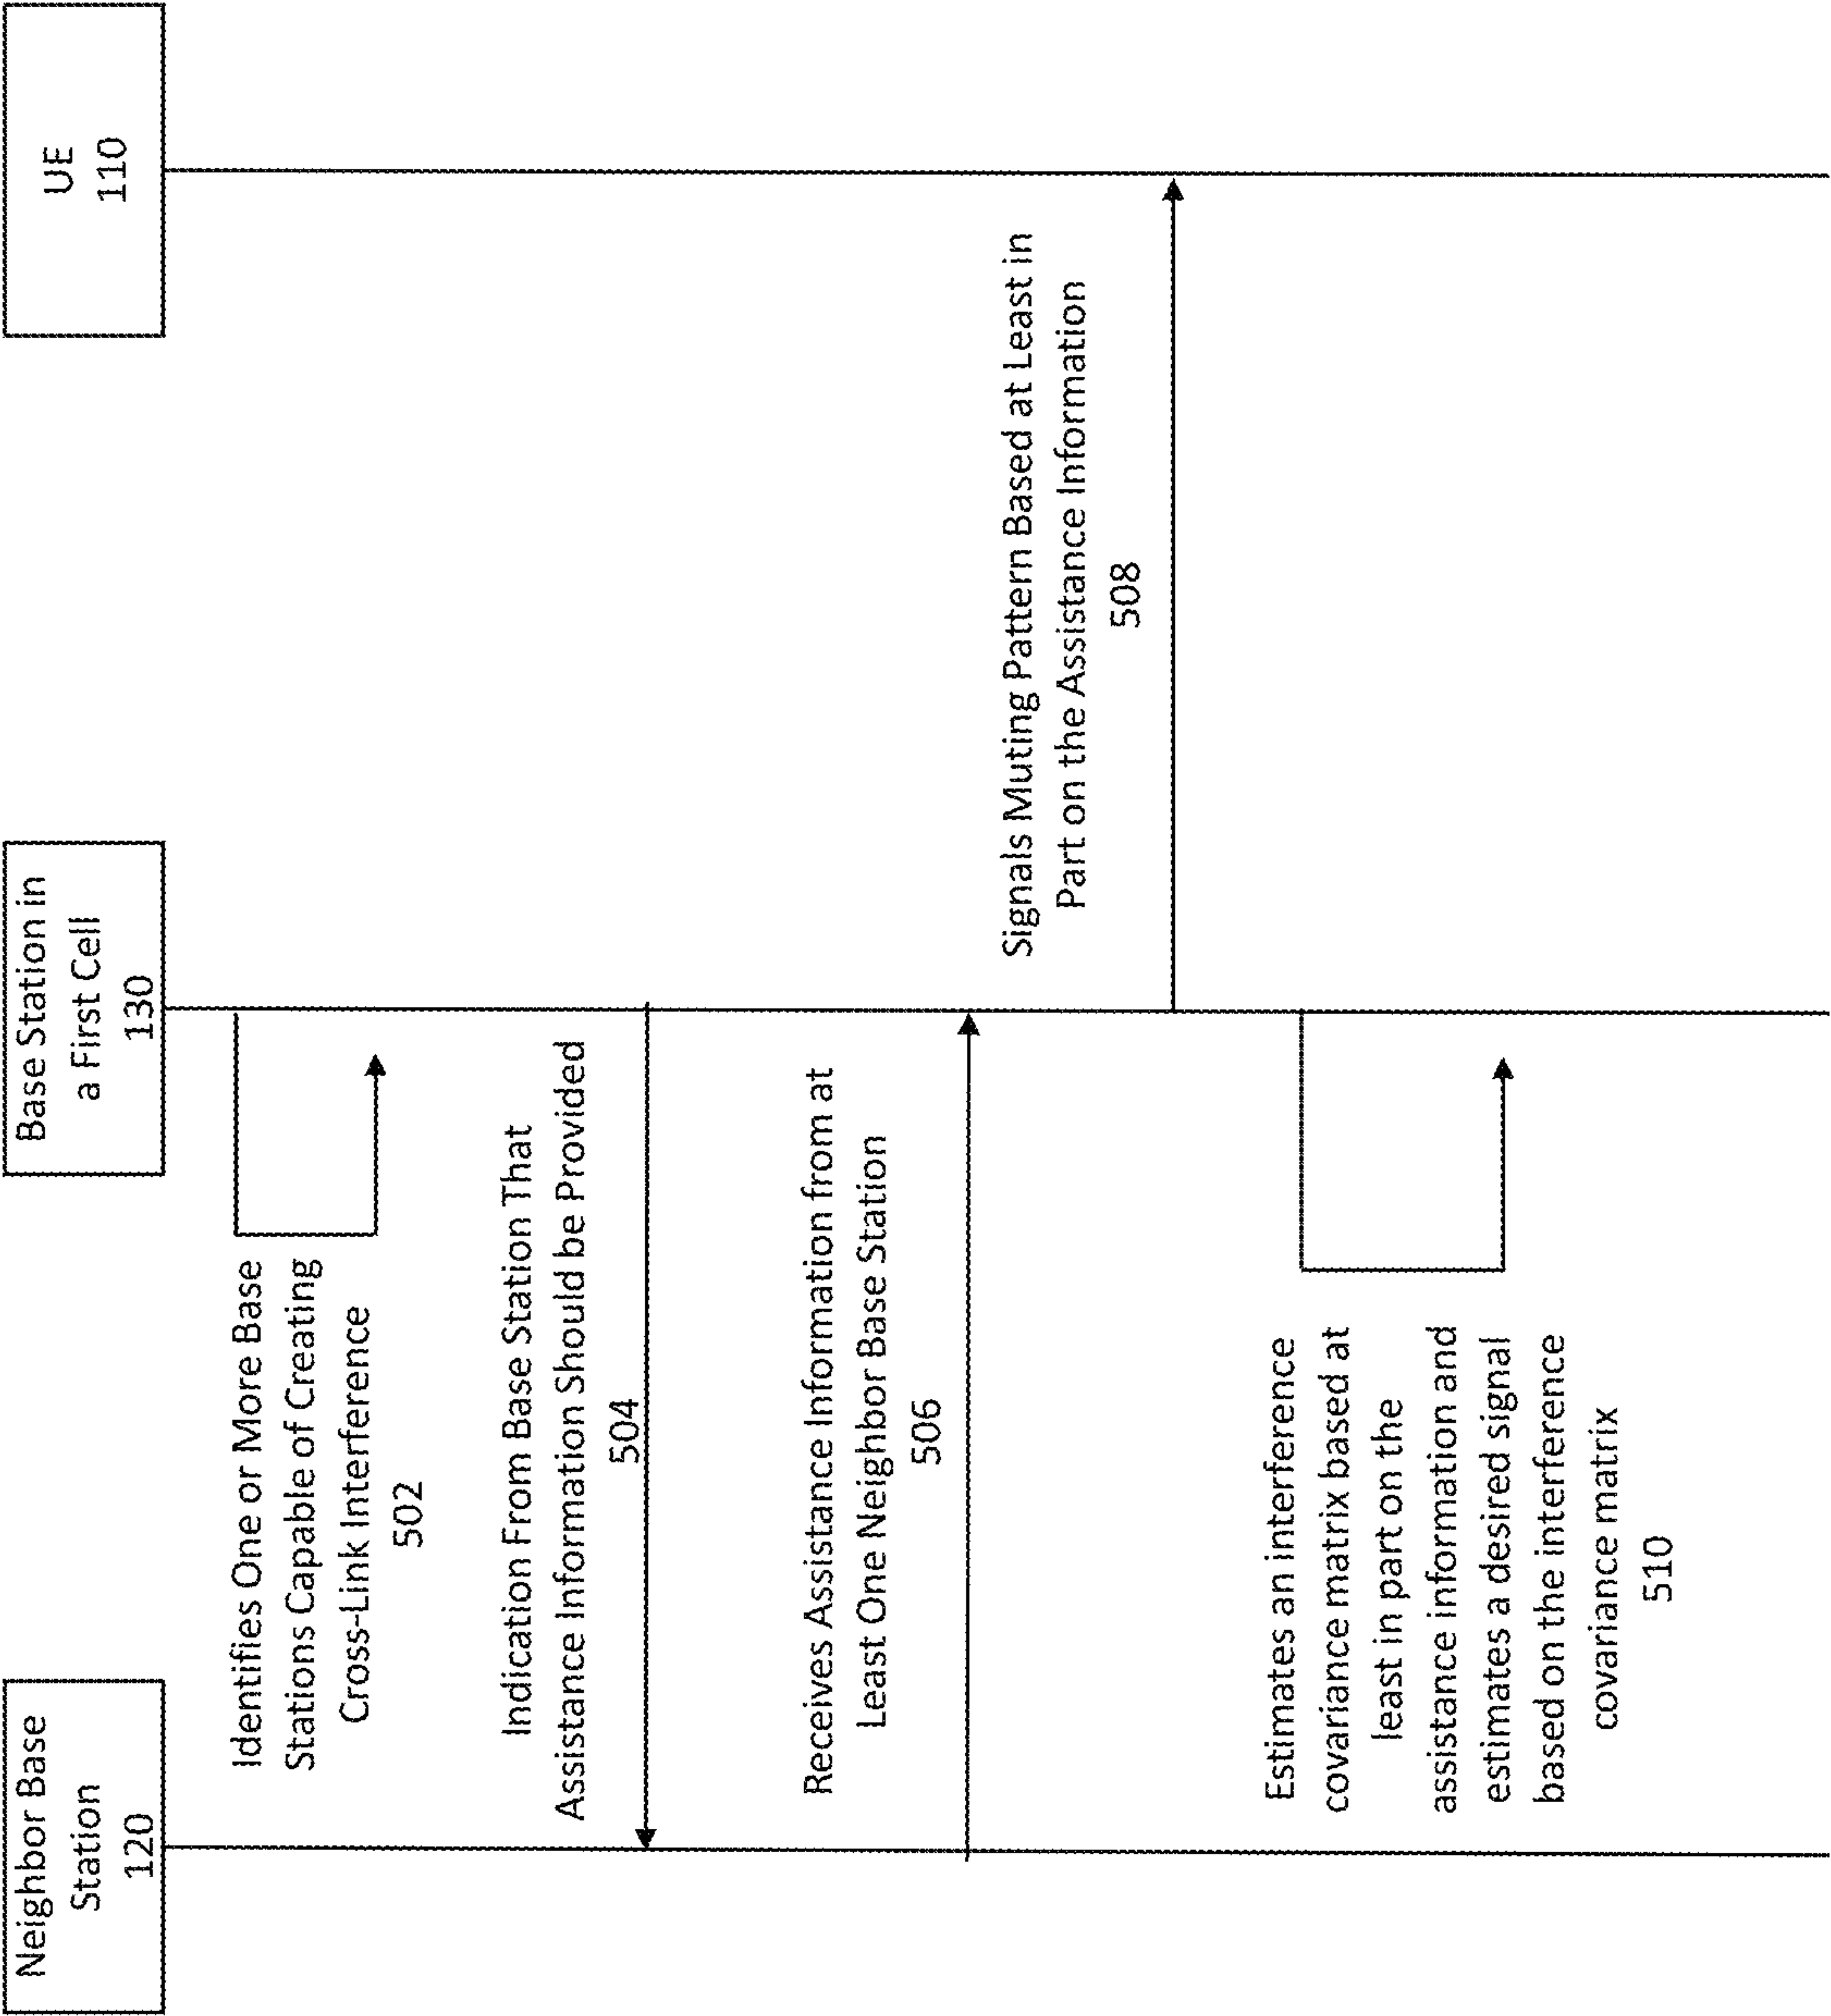 Neighbor Base
Station
120
Base Station in
a First Cell
130
UE
110
Identifies One or More Base
Stations Capable of Creating
Cross-Link Interference
502
Indication From Base Station That
Assistance Information Should be Provided
504
Receives Assistance Information from at
Least One Neighbor Base Station
506
Signals Muting Pattern Based at Least in
Part on the Assistance Information
508
Estimates an interference
covariance matrix based at
least in part on the
assistance information and
estimates a desired signal
based on the interference
covariance matrix
510